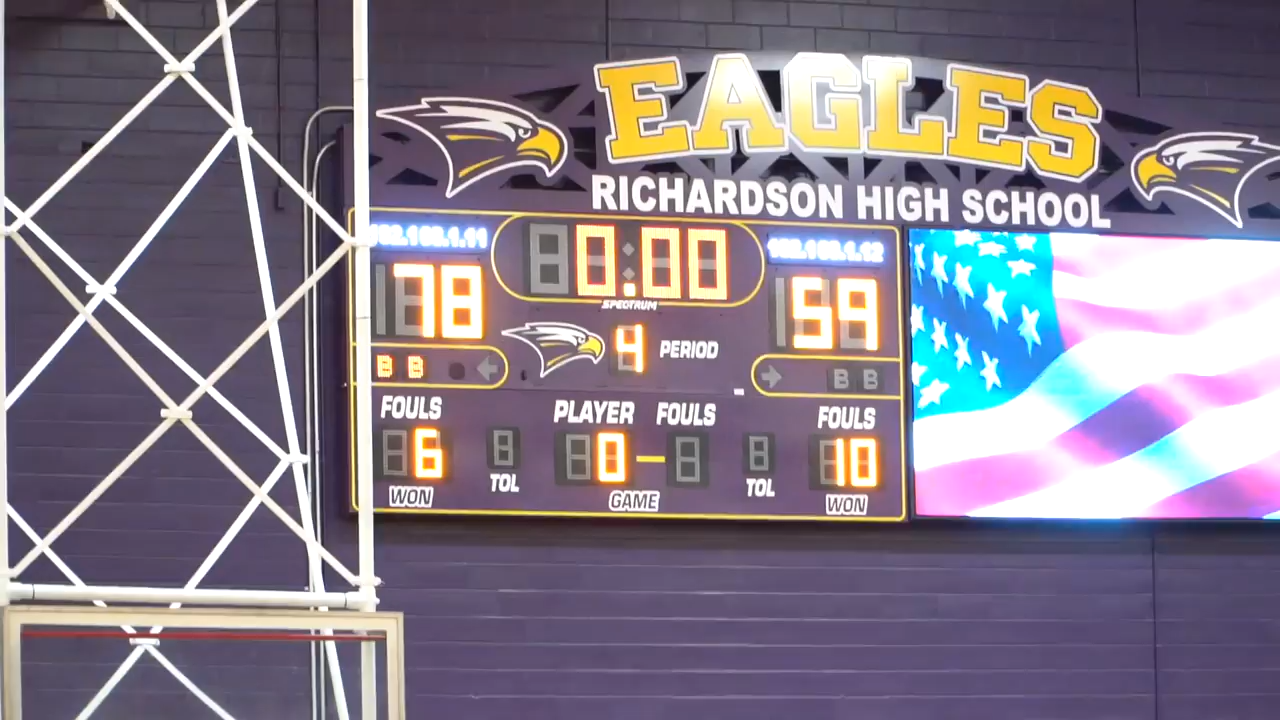 EAGLES
RICHARDSON HIGH SCHOOL
192.168.1.11 0:00 192.168.1.12
SPECTRUM
78 59
4 PERIOD
B B B B
FOULS PLAYER FOULS FOULS
6 0 10
TOL TOL
WON GAME WON